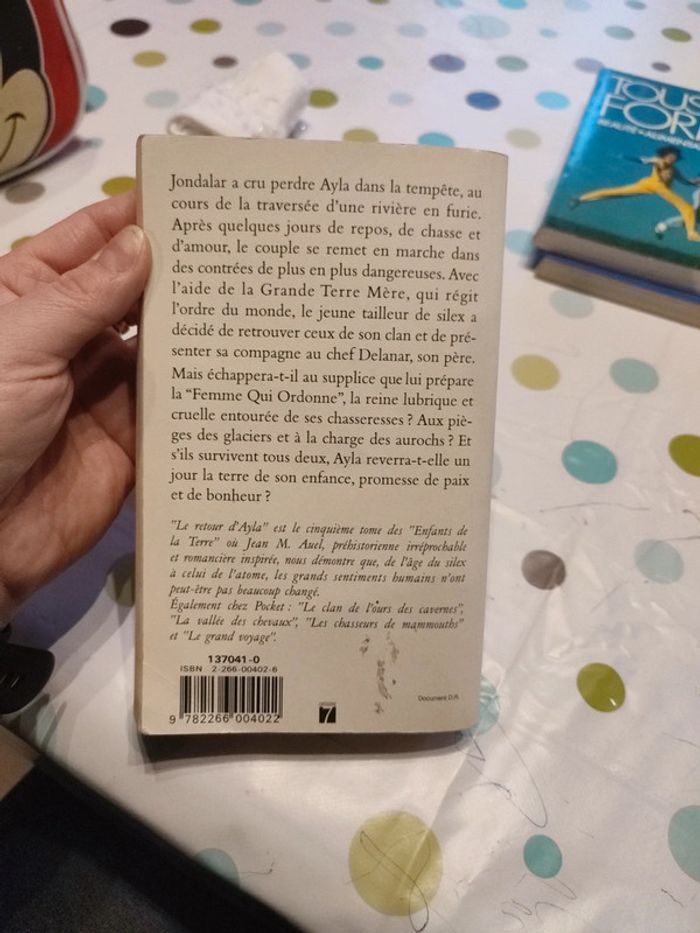 Jondalar a cru perdre Ayla dans la tempête, au
cours de la traversée d'une rivière en furie.
Après quelques jours de repos, de chasse et
d'amour, le couple se remet en marche dans
des contrées de plus en plus dangereuses. Avec
l'aide de la Grande Terre Mère, qui régit
l'ordre du monde, le jeune tailleur de silex a
décidé de retrouver ceux de son clan et de pré-
senter sa compagne au chef Delanar, son père.
Mais échappera-t-il au supplice que lui prépare
la "Femme Qui Ordonne", la reine lubrique et
cruelle entourée de ses chasseresses ? Aux piè-
ges des glaciers et à la charge des aurochs ? Et
s'ils survivent tous deux, Ayla reverra-t-elle un
jour la terre de son enfance, promesse de paix
et de bonheur ?
"Le retour d'Ayla" est le cinquième tome des "Enfants de
la Terre" où Jean M. Auel, préhistorienne irréprochable
et romancière inspirée, nous démontre que, de l'âge du silex
à celui de l'atome, les grands sentiments humains n'ont
peut-être pas beaucoup changé.
Également chez Pocket : "Le clan de l'ours des cavernes",
"La vallée des chevaux", "Les chasseurs de mammouths"
et "Le grand voyage".
137041-0
ISBN 2-266-00402-6
9 782266 004022
7
Document D.R.
TOUS
FOR
BEAUTÉ